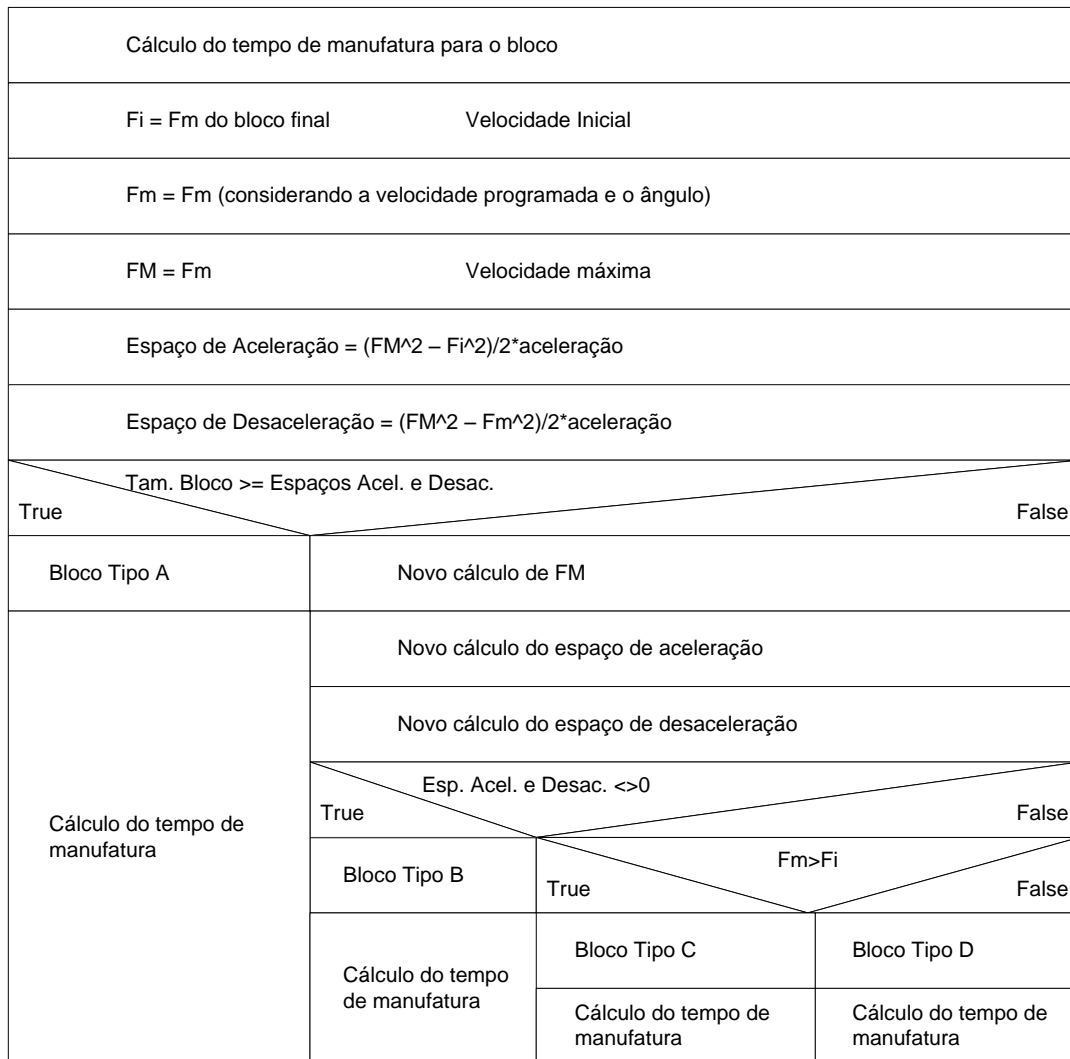 Cálculo do tempo de manufatura para o bloco
Fi = Fm do bloco final Velocidade Inicial
Fm = Fm (considerando a velocidade programada e o ângulo)
FM = Fm Velocidade máxima
Espaço de Aceleração = (FM^2 – Fi^2)/2*aceleração
Espaço de Desaceleração = (FM^2 – Fm^2)/2*aceleração
Tam. Bloco >= Espaços Acel. e Desac.
True False
Bloco Tipo A Novo cálculo de FM
Novo cálculo do espaço de aceleração
Novo cálculo do espaço de desaceleração
Esp. Acel. e Desac. <>0
True False
Cálculo do tempo de
manufatura
Fm>Fi
Bloco Tipo B
True False
Bloco Tipo C Bloco Tipo D
Cálculo do tempo
de manufatura
Cálculo do tempo de
manufatura
Cálculo do tempo de
manufatura